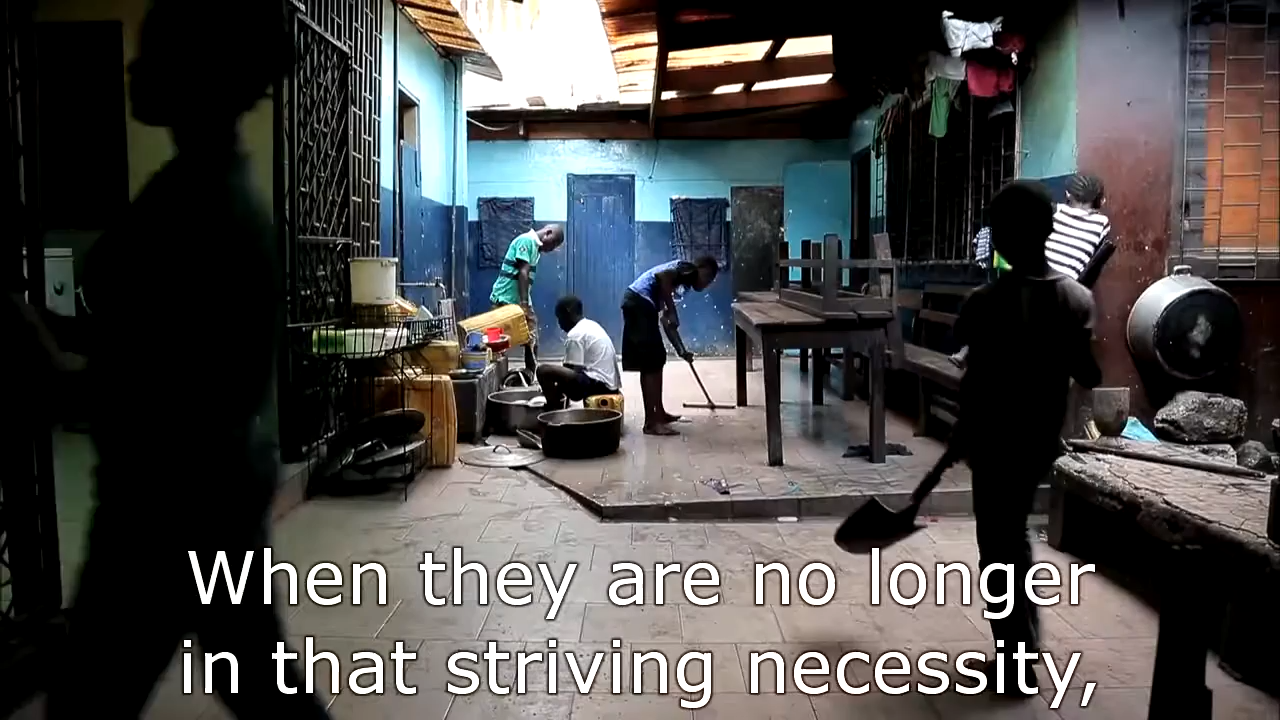 When they are no longer
in that striving necessity,